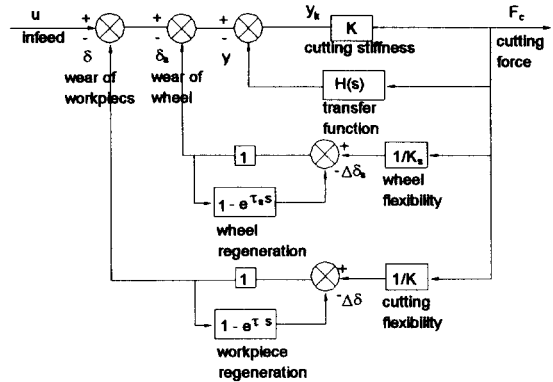 u
infeed
+
-
δ
wear of
workpiecs
+
-
δs
wear of
wheel
+
-
y
yk
K
cutting stiffness
Fc
cutting
force
H(s)
transfer
function
1
+
-Δδs
1/Ks
wheel
flexibility
1 - e^τs s
wheel
regeneration
1
+
-Δδ
1/K
cutting
flexibility
1 - e^τ s
workpiece
regeneration